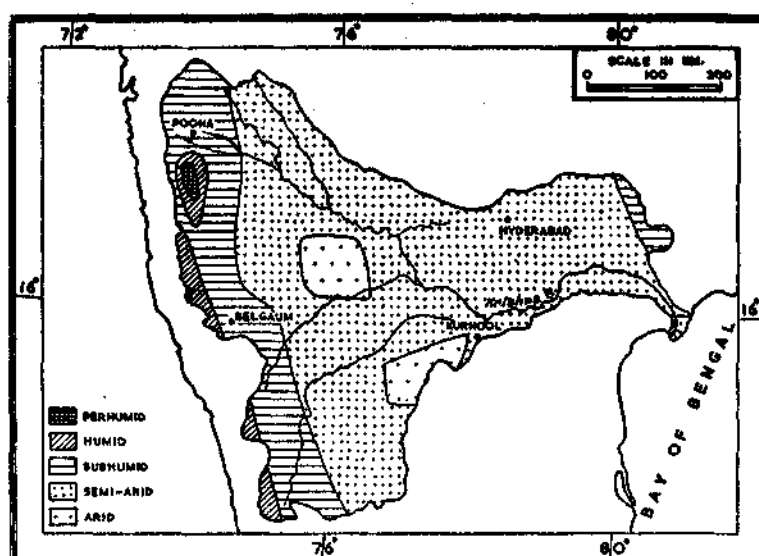 72° 74° 80
SCALE IN KM.
0 100 200
POONA
HYDERABAD
16°
BELGAUM
KURNOOL
16°
PERHUMID
HUMID
SUBHUMID
SEMI-ARID
ARID
BAY OF BENGAL
76° 80°